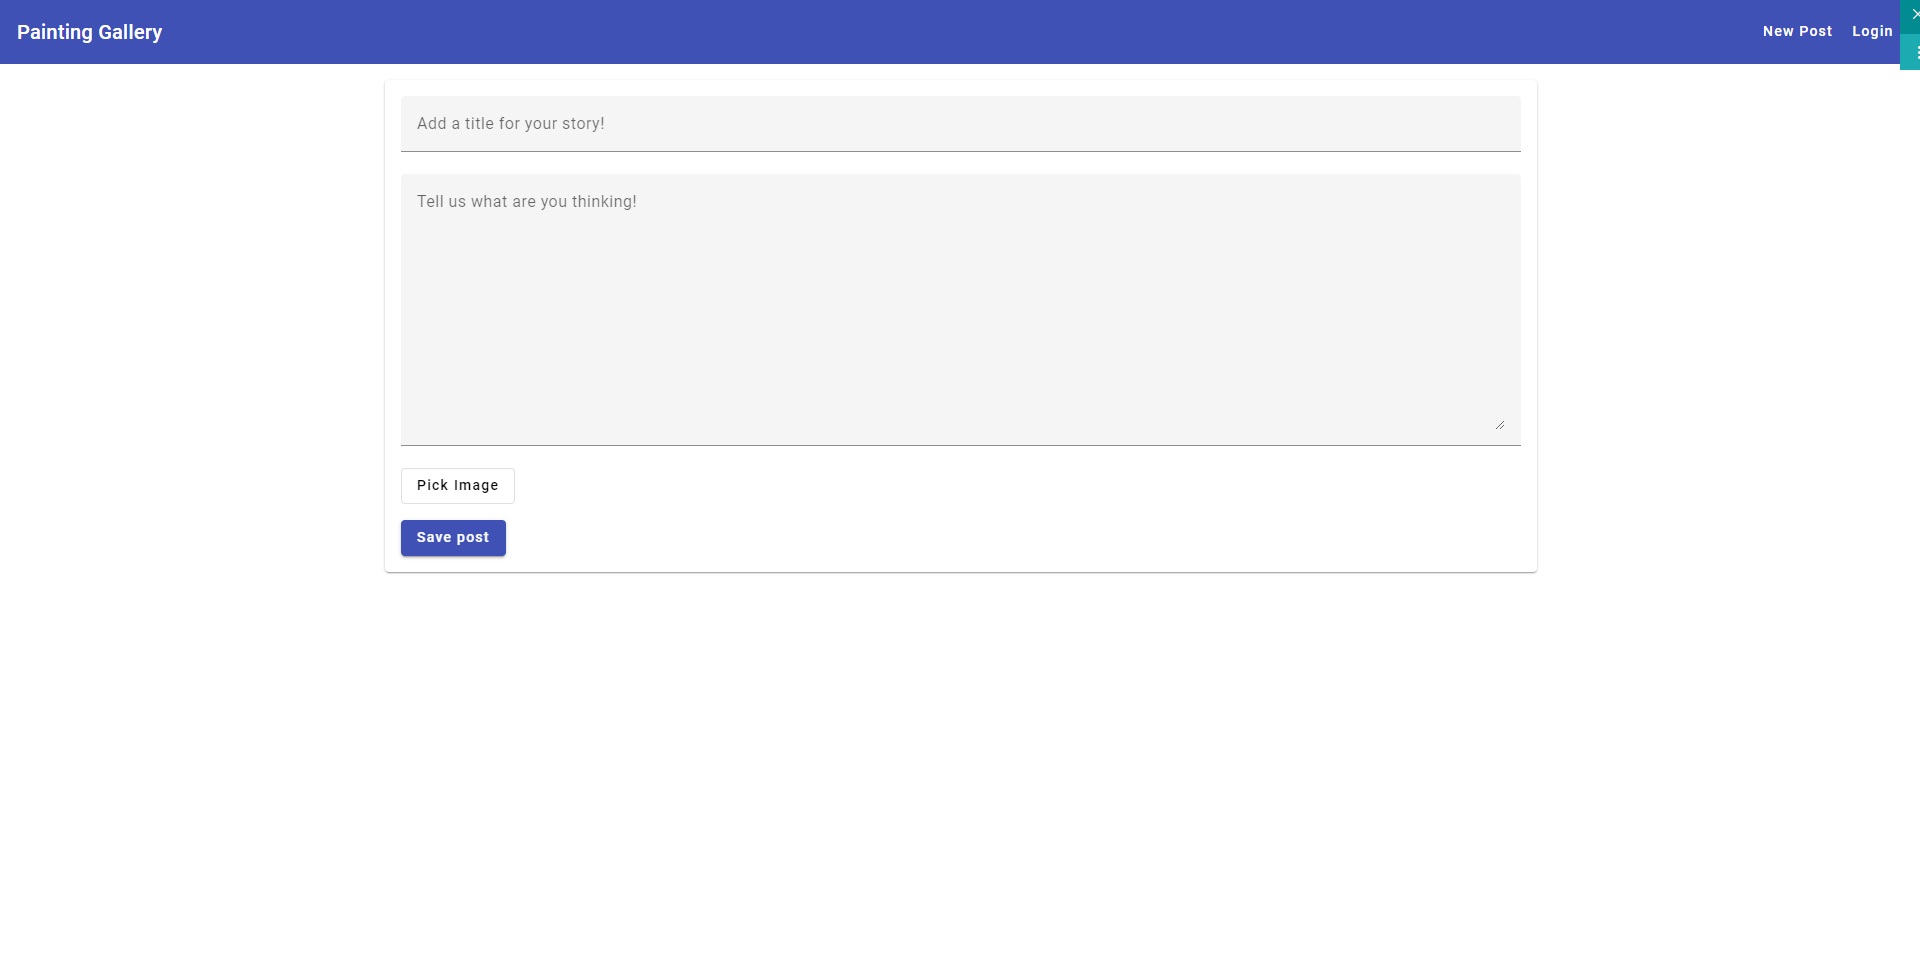 Painting Gallery
New Post
Login
Add a title for your story!
Tell us what are you thinking!
Pick Image
Save post